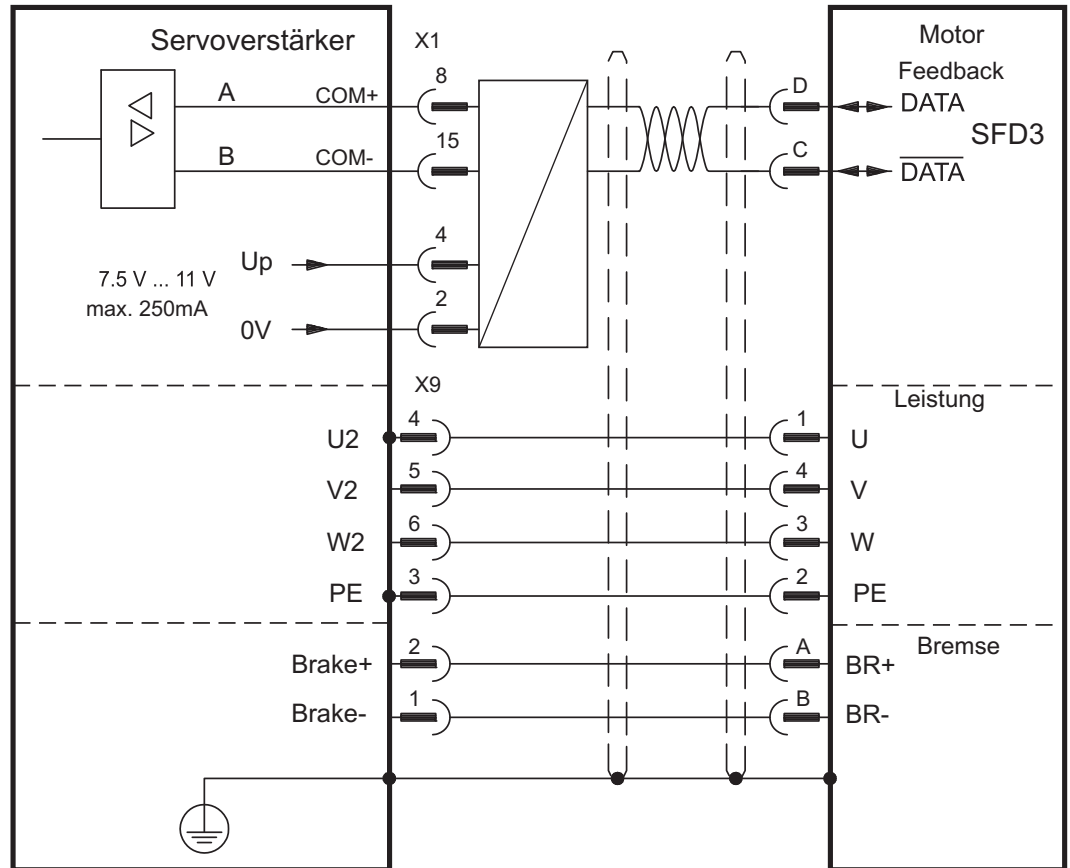 Servoverstärker
X1
Motor
Feedback
SFD3
A
COM+
8
D
DATA
B
COM-
15
C
DATA
7.5 V ... 11 V
max. 250mA
Up
4
0V
2
X9
Leistung
U2
4
1
U
V2
5
4
V
W2
6
3
W
PE
3
2
PE
Bremse
Brake+
2
A
BR+
Brake-
1
B
BR-